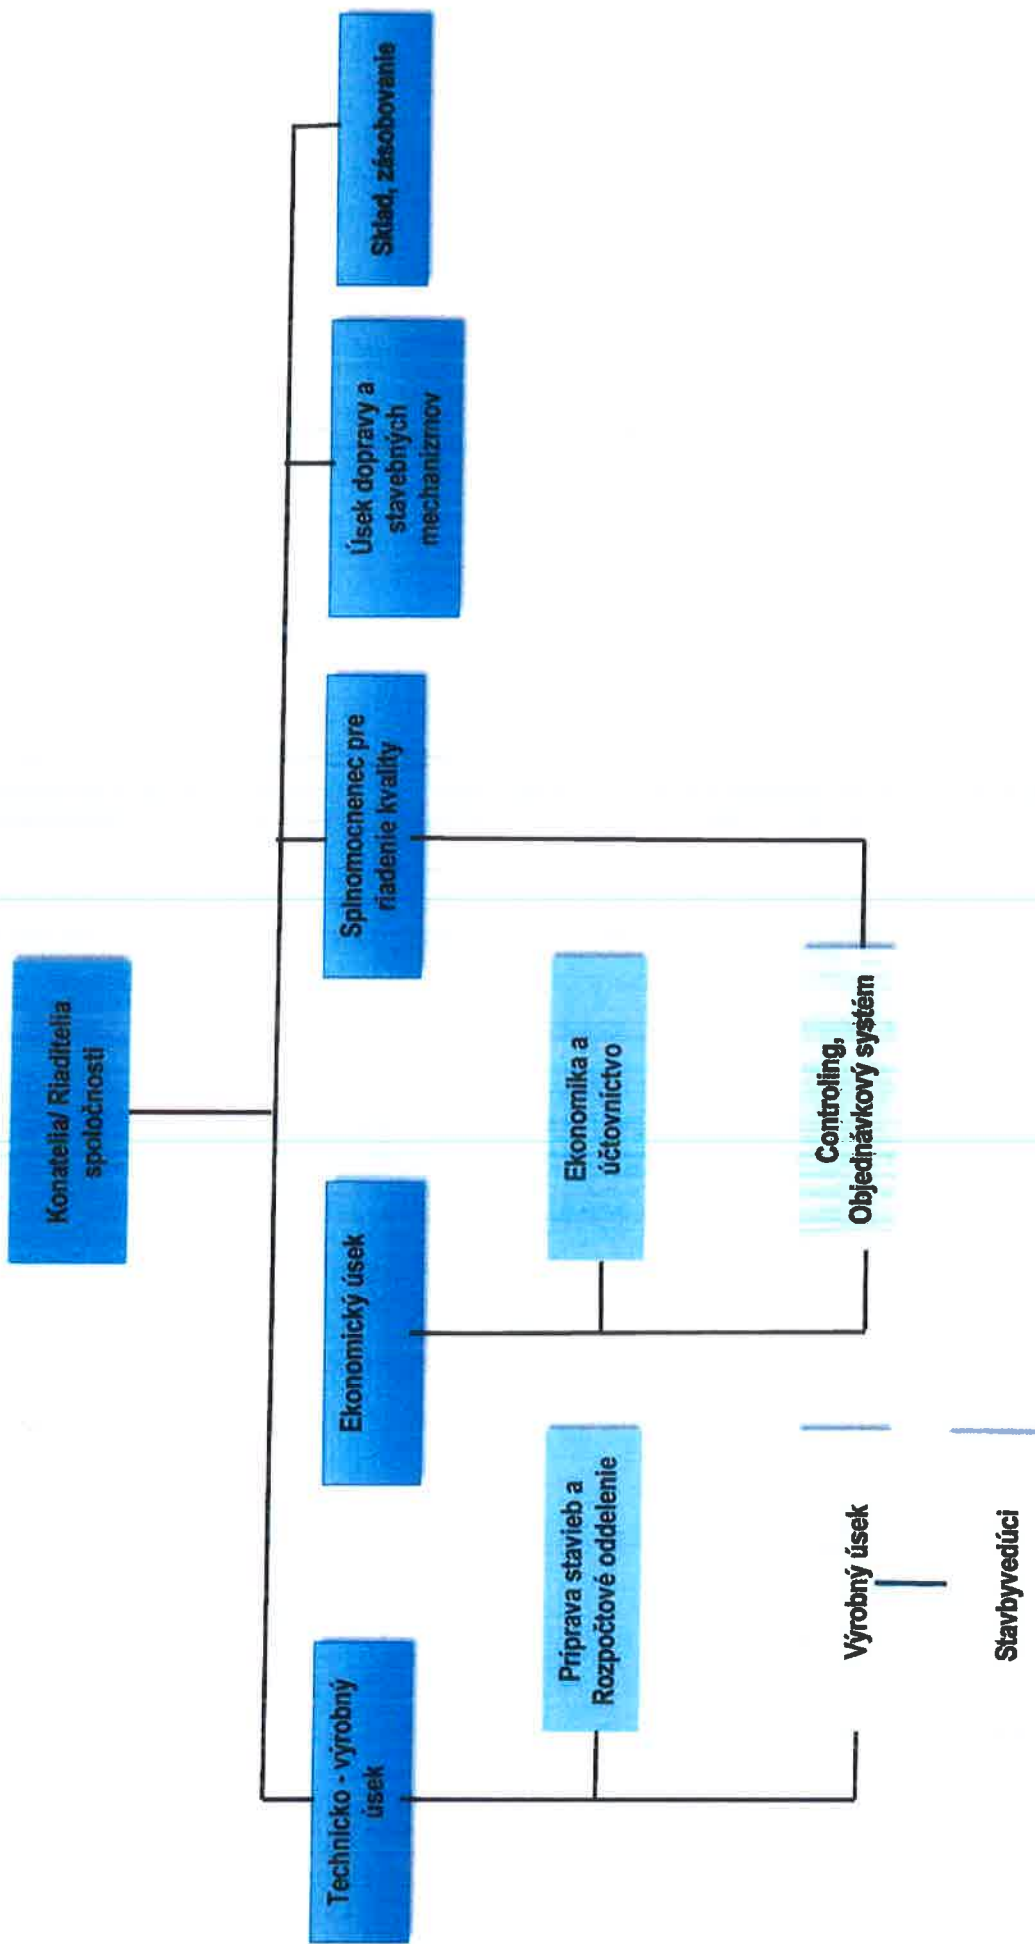 Konatelia/ Riaditelia
spoločnosti
Technicko - výrobný
úsek
Ekonomický úsek
Splnomocnenec pre
riadenie kvality
Úsek dopravy a
stavebných
mechanizmov
Sklad, zásobovanie
Príprava stavieb a
Rozpočtové oddelenie
Ekonomika a
účtovníctvo
Výrobný úsek
Controling,
Objednávkový systém
Stavbyvedúci